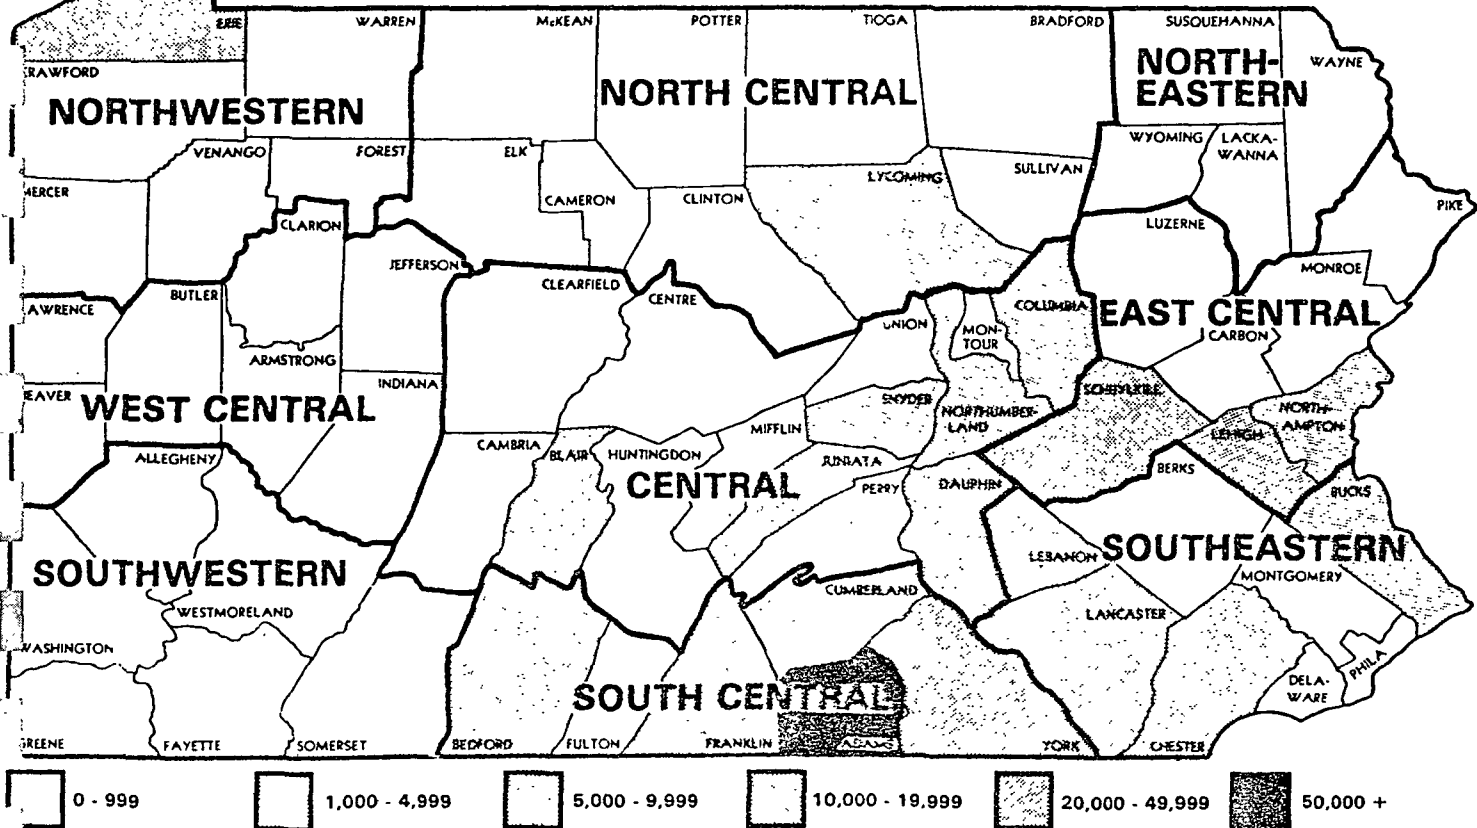 ERIE
WARREN
McKEAN
POTTER
TIOGA
BRADFORD
SUSQUEHANNA
WAYNE
RAWFORD
NORTHWESTERN
NORTH CENTRAL
NORTH-
EASTERN
VENANGO
FOREST
ELK
WYOMING
LACKA-
WANNA
MERCER
CAMERON
CLINTON
LYCOMING
SULLIVAN
PIKE
CLARION
LUZERNE
JEFFERSON
CLEARFIELD
CENTRE
MONROE
AWRENCE
BUTLER
ARMSTRONG
UNION
MON-
TOUR
COLUMBIA
EAST CENTRAL
CARBON
EAVER
WEST CENTRAL
INDIANA
SNYDER
NORTHUMBER-
LAND
SCHUYLKILL
NORTH-
AMPTON
LEHIGH
ALLEGHENY
CAMBRIA
BLAIR
HUNTINGDON
MIFFLIN
JUNIATA
PERRY
DAUPHIN
BERKS
BUCKS
CENTRAL
SOUTHWESTERN
WESTMORELAND
CUMBERLAND
LEBANON
SOUTHEASTERN
MONTGOMERY
LANCASTER
WASHINGTON
SOUTH CENTRAL
DELA-
WARE
PHILA
GREENE
FAYETTE
SOMERSET
BEDFORD
FULTON
FRANKLIN
ADAMS
YORK
CHESTER
0 - 999
1,000 - 4,999
5,000 - 9,999
10,000 - 19,999
20,000 - 49,999
50,000 +